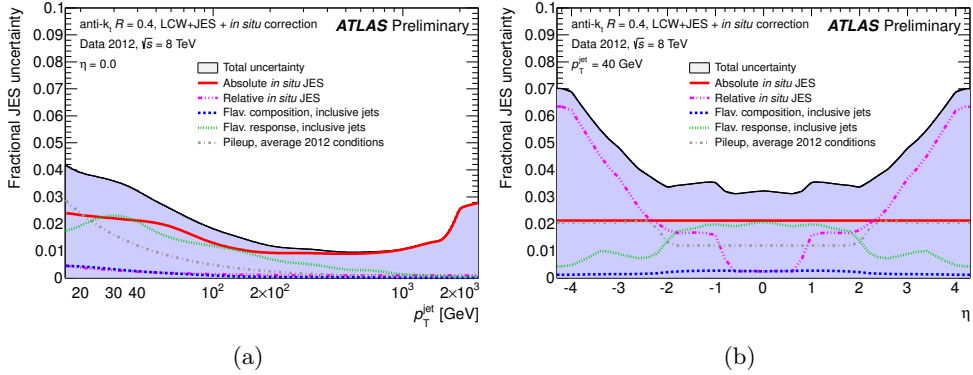 anti-kt R = 0.4, LCW+JES + in situ correction
ATLAS Preliminary
Data 2012, √s = 8 TeV
η = 0.0
Total uncertainty
Absolute in situ JES
Relative in situ JES
Flav. composition, inclusive jets
Flav. response, inclusive jets
Pileup, average 2012 conditions
Fractional JES uncertainty
0.1
0.09
0.08
0.07
0.06
0.05
0.04
0.03
0.02
0.01
0
20 30 40 10² 2×10² 10³ 2×10³
pTjet [GeV]
(a)
anti-kt, R = 0.4, LCW+JES + in situ correction
ATLAS Preliminary
Data 2012, √s = 8 TeV
pTjet = 40 GeV
Total uncertainty
Absolute in situ JES
Relative in situ JES
Flav. composition, inclusive jets
Flav. response, inclusive jets
Pileup, average 2012 conditions
Fractional JES uncertainty
0.1
0.09
0.08
0.07
0.06
0.05
0.04
0.03
0.02
0.01
0
-4 -3 -2 -1 0 1 2 3 4
η
(b)